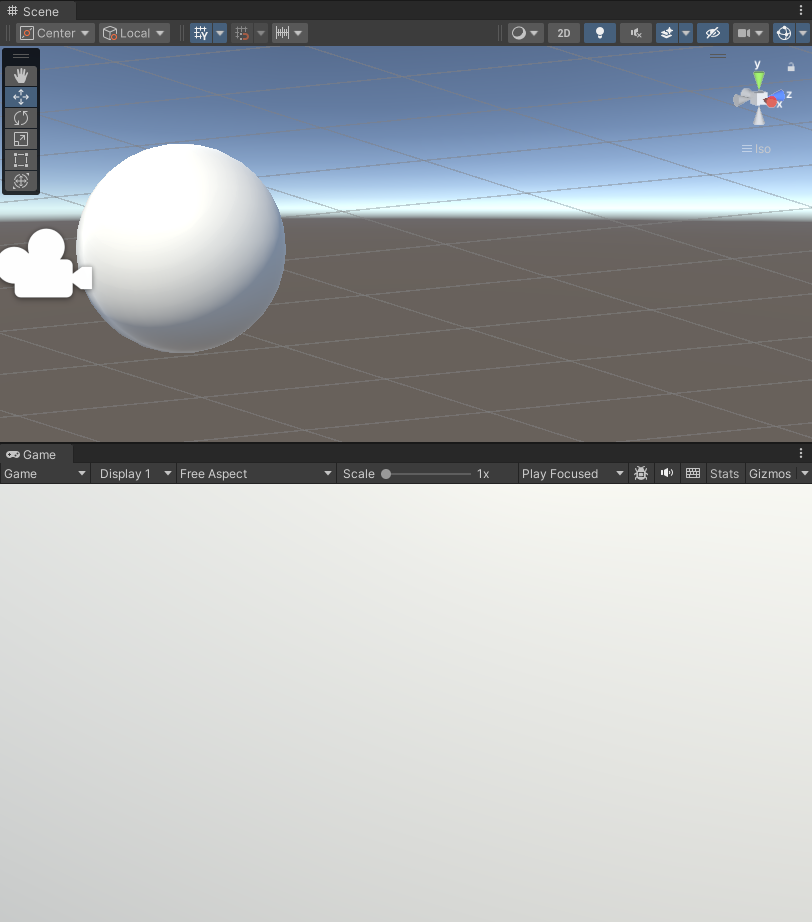 Scene
Center Local 2D
y
z
x
Iso
Game
Game Display 1 Free Aspect Scale 1x Play Focused Stats Gizmos